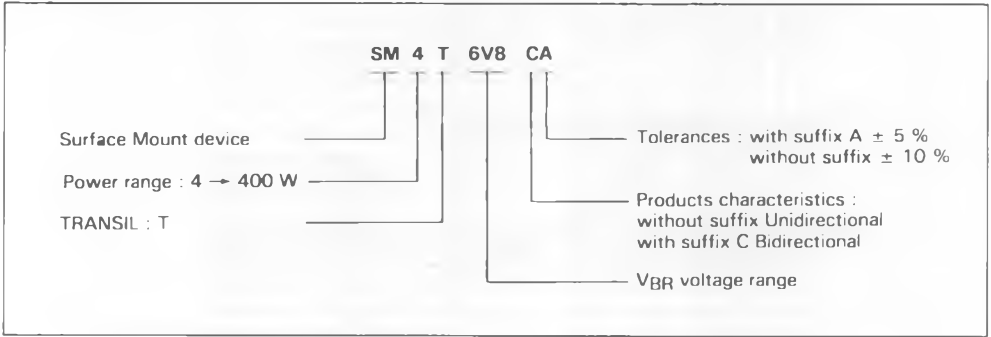 SM 4 T 6V8 CA
Surface Mount device
Power range : 4 → 400 W
TRANSIL : T
Tolerances : with suffix A ± 5 %
without suffix ± 10 %
Products characteristics :
without suffix Unidirectional
with suffix C Bidirectional
VBR voltage range